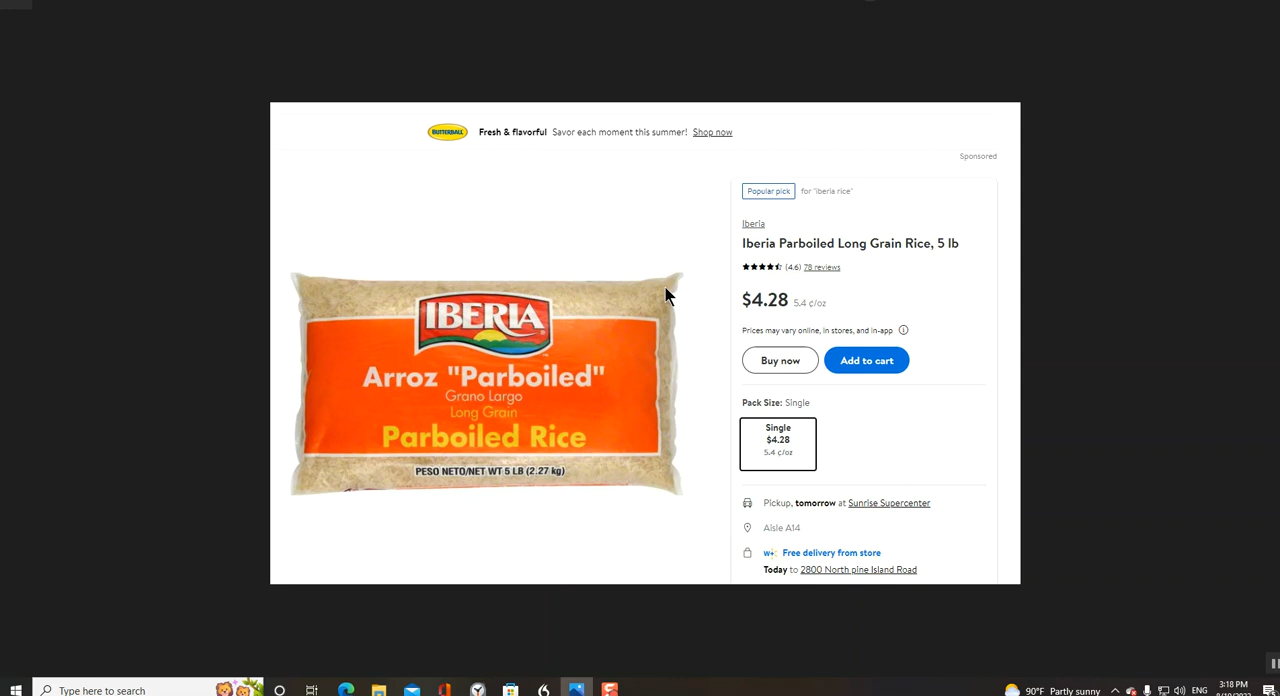 BUTTERBALL Fresh & flavorful Savor each moment this summer! Shop now
Sponsored
Popular pick for "iberia rice"
Iberia
Iberia Parboiled Long Grain Rice, 5 lb
(4.6) 78 reviews
$4.28 5.4 ¢/oz
Prices may vary online, in stores, and in-app
Buy now Add to cart
Pack Size: Single
Single
$4.28
5.4 ¢/oz
Pickup, tomorrow at Sunrise Supercenter
Aisle A14
W+ Free delivery from store
Today to 2800 North pine Island Road
IBERIA
Arroz "Parboiled"
Grano Largo
Long Grain
Parboiled Rice
PESO NETO/NET WT 5 LB (2.27 kg)
Type here to search
90°F Partly sunny
ENG
3:18 PM